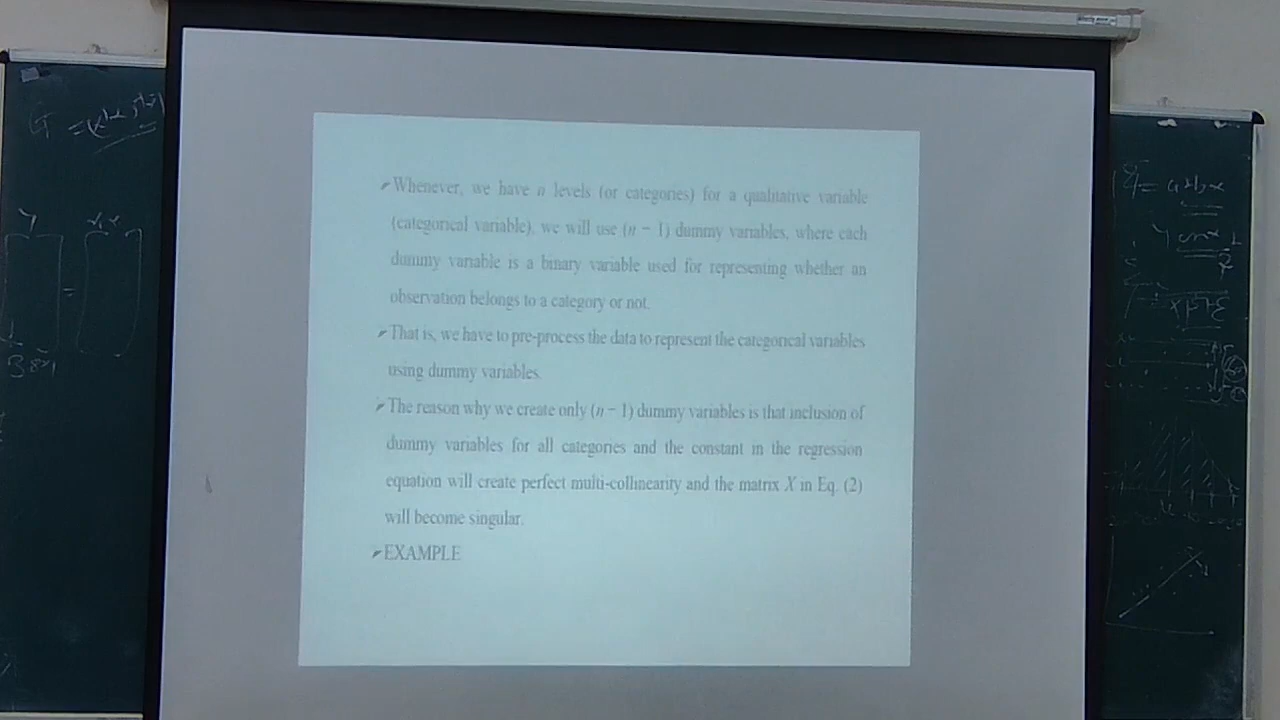 ➤Whenever, we have n levels (or categories) for a qualitative variable
(categorical variable), we will use (n − 1) dummy variables, where each
dummy variable is a binary variable used for representing whether an
observation belongs to a category or not.
➤That is, we have to pre-process the data to represent the categorical variables
using dummy variables.
➤The reason why we create only (n − 1) dummy variables is that inclusion of
dummy variables for all categories and the constant in the regression
equation will create perfect multi-collinearity and the matrix X in Eq. (2)
will become singular.
➤EXAMPLE